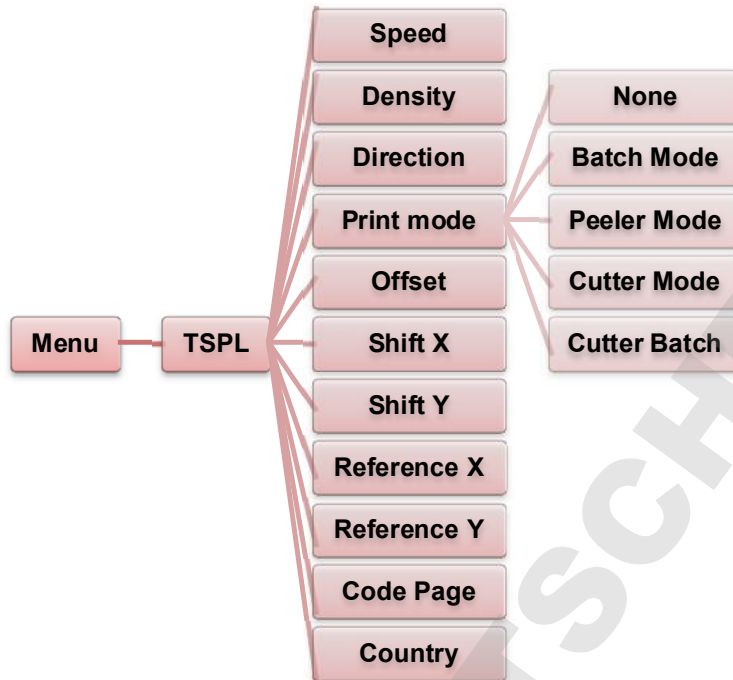 Menu
TSPL
Speed
Density
Direction
Print mode
Offset
Shift X
Shift Y
Reference X
Reference Y
Code Page
Country
None
Batch Mode
Peeler Mode
Cutter Mode
Cutter Batch